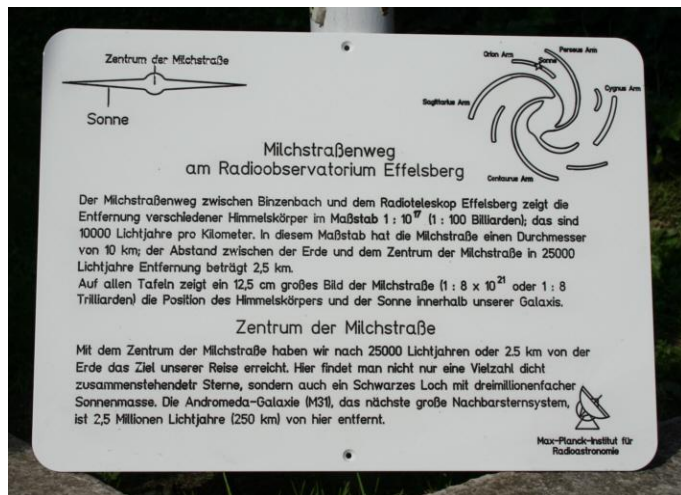 Zentrum der Milchstraße
Sonne
Orion Arm
Perseus Arm
Sonne
Cygnus Arm
Sagittarius Arm
Centaurus Arm
Milchstraßenweg
am Radioobservatorium Effelsberg
Der Milchstraßenweg zwischen Binzenbach und dem Radioteleskop Effelsberg zeigt die
Entfernung verschiedener Himmelskörper im Maßstab 1 : 10¹⁷ (1 : 100 Billiarden); das sind
10000 Lichtjahre pro Kilometer. In diesem Maßstab hat die Milchstraße einen Durchmesser
von 10 km; der Abstand zwischen der Erde und dem Zentrum der Milchstraße in 25000
Lichtjahre Entfernung beträgt 2,5 km.
Auf allen Tafeln zeigt ein 12,5 cm großes Bild der Milchstraße (1 : 8 x 10²¹ oder 1 : 8
Trilliarden) die Position des Himmelskörpers und der Sonne innerhalb unserer Galaxis.
Zentrum der Milchstraße
Mit dem Zentrum der Milchstraße haben wir nach 25000 Lichtjahren oder 2.5 km von der
Erde das Ziel unserer Reise erreicht. Hier findet man nicht nur eine Vielzahl dicht
zusammenstehendetr Sterne, sondern auch ein Schwarzes Loch mit dreimillionenfacher
Sonnenmasse. Die Andromeda-Galaxie (M31), das nächste große Nachbarsternsystem,
ist 2,5 Millionen Lichtjahre (250 km) von hier entfernt.
Max-Planck-Institut für
Radioastronomie